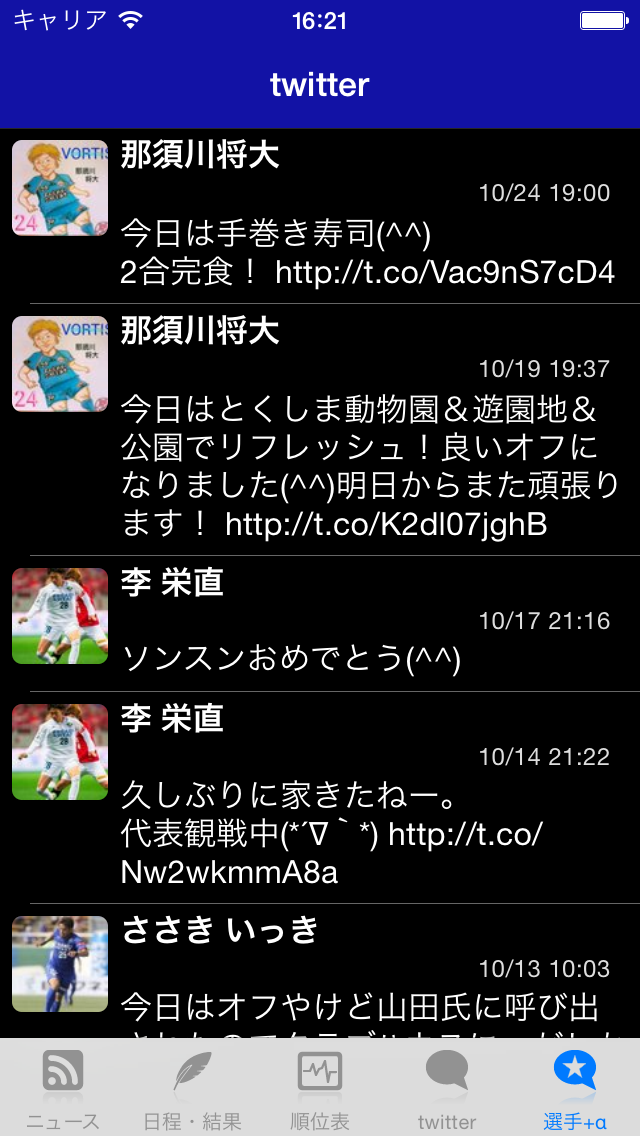 キャリア 16:21
twitter
VORTIS
那須川
将大
24
那須川将大
10/24 19:00
今日は手巻き寿司(^^)
2合完食！ http://t.co/Vac9nS7cD4
VORTIS
那須川
将大
24
那須川将大
10/19 19:37
今日はとくしま動物園＆遊園地＆
公園でリフレッシュ！良いオフに
なりました(^^)明日からまた頑張り
ます！ http://t.co/K2dl07jghB
李 栄直
10/17 21:16
ソンスンおめでとう(^^)
李 栄直
10/14 21:22
久しぶりに家きたねー。
代表観戦中(*´∇｀*) http://t.co/
Nw2wkmmA8a
ささき いっき
10/13 10:03
今日はオフやけど山田氏に呼び出
ニュース 日程・結果 順位表 twitter 選手+α